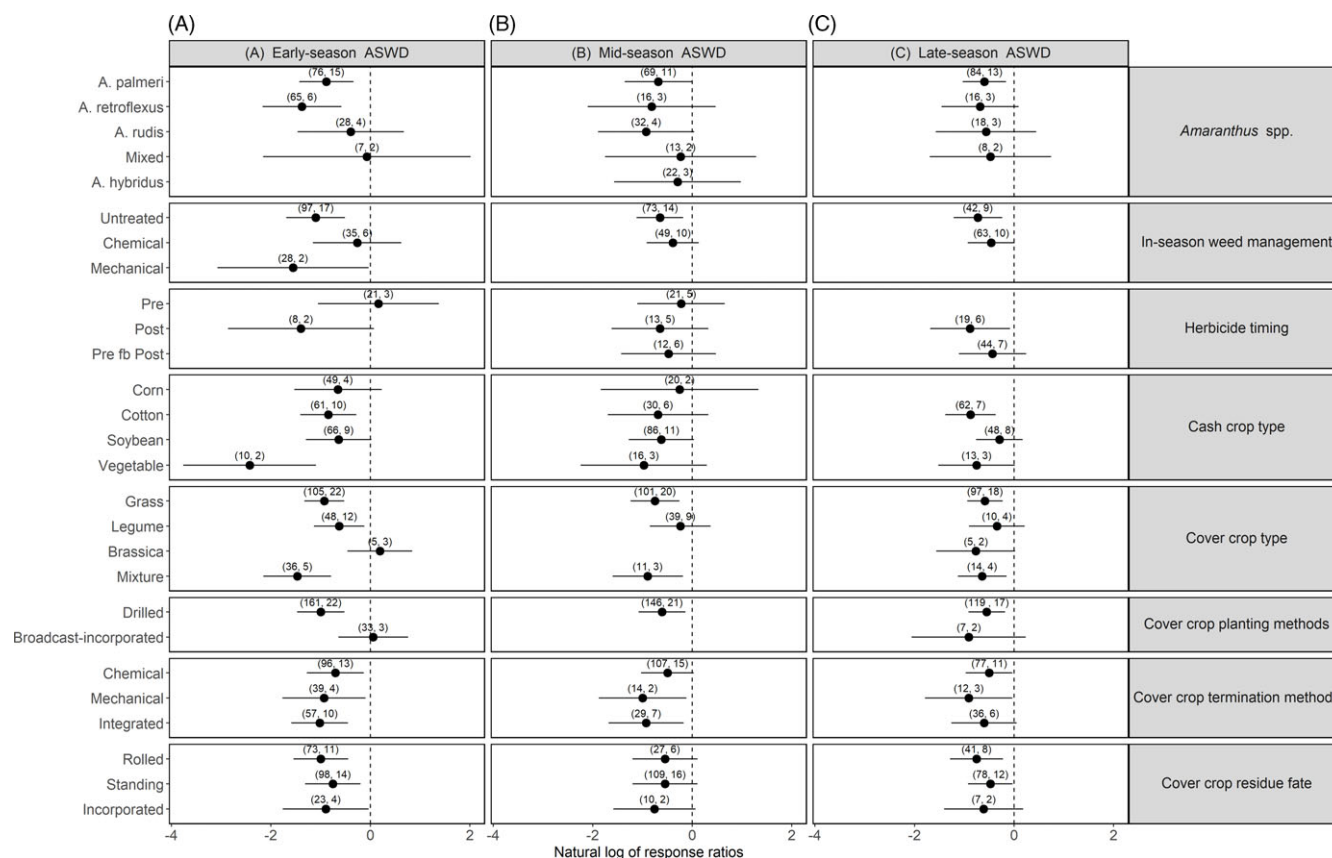 (A) (B) (C)
(A) Early-season ASWD (B) Mid-season ASWD (C) Late-season ASWD
A. palmeri (76, 15) (69, 11) (84, 13)
A. retroflexus (65, 6) (16, 3) (16, 3)
A. rudis (28, 4) (32, 4) (18, 3) Amaranthus spp.
Mixed (7, 2) (13, 2) (8, 2)
A. hybridus (22, 3)
Untreated (97, 17) (73, 14) (42, 9)
Chemical (35, 6) (49, 10) (63, 10) In-season weed management
Mechanical (28, 2)
Pre (21, 3) (21, 5)
Post (8, 2) (13, 5) (19, 6) Herbicide timing
Pre fb Post (12, 6) (44, 7)
Corn (49, 4) (20, 2)
Cotton (61, 10) (30, 6) (62, 7) Cash crop type
Soybean (66, 9) (86, 11) (48, 8)
Vegetable (10, 2) (16, 3) (13, 3)
Grass (105, 22) (101, 20) (97, 18)
Legume (48, 12) (39, 9) (10, 4) Cover crop type
Brassica (5, 3) (5, 2)
Mixture (36, 5) (11, 3) (14, 4)
Drilled (161, 22) (146, 21) (119 , 17) Cover crop planting methods
Broadcast-incorporated (33, 3) (7, 2)
Chemical (96, 13) (107, 15) (77, 11)
Mechanical (39, 4) (14, 2) (12, 3) Cover crop termination method
Integrated (57, 10) (29, 7) (36, 6)
Rolled (73, 11) (27, 6) (41, 8)
Standing (98, 14) (109, 16) (78, 12) Cover crop residue fate
Incorporated (23, 4) (10, 2) (7, 2)
-4 -2 0 2 -4 -2 0 2 -4 -2 0 2
Natural log of response ratios